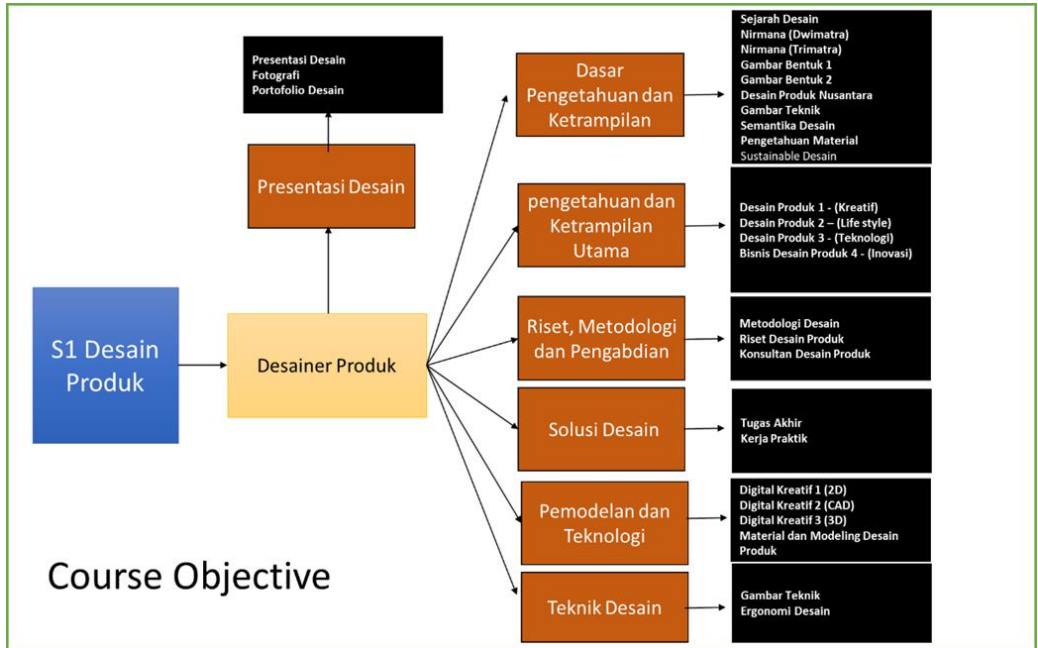 Presentasi Desain
Fotografi
Portofolio Desain
Presentasi Desain
S1 Desain
Produk
Desainer Produk
Dasar
Pengetahuan dan
Ketrampilan
Sejarah Desain
Nirmana (Dwimatra)
Nirmana (Trimatra)
Gambar Bentuk 1
Gambar Bentuk 2
Desain Produk Nusantara
Gambar Teknik
Semantika Desain
Pengetahuan Material
Sustainable Desain
pengetahuan dan
Ketrampilan
Utama
Desain Produk 1 - (Kreatif)
Desain Produk 2 – (Life style)
Desain Produk 3 - (Teknologi)
Bisnis Desain Produk 4 - (Inovasi)
Riset, Metodologi
dan Pengabdian
Metodologi Desain
Riset Desain Produk
Konsultan Desain Produk
Solusi Desain
Tugas Akhir
Kerja Praktik
Pemodelan dan
Teknologi
Digital Kreatif 1 (2D)
Digital Kreatif 2 (CAD)
Digital Kreatif 3 (3D)
Material dan Modeling Desain
Produk
Teknik Desain
Gambar Teknik
Ergonomi Desain
Course Objective